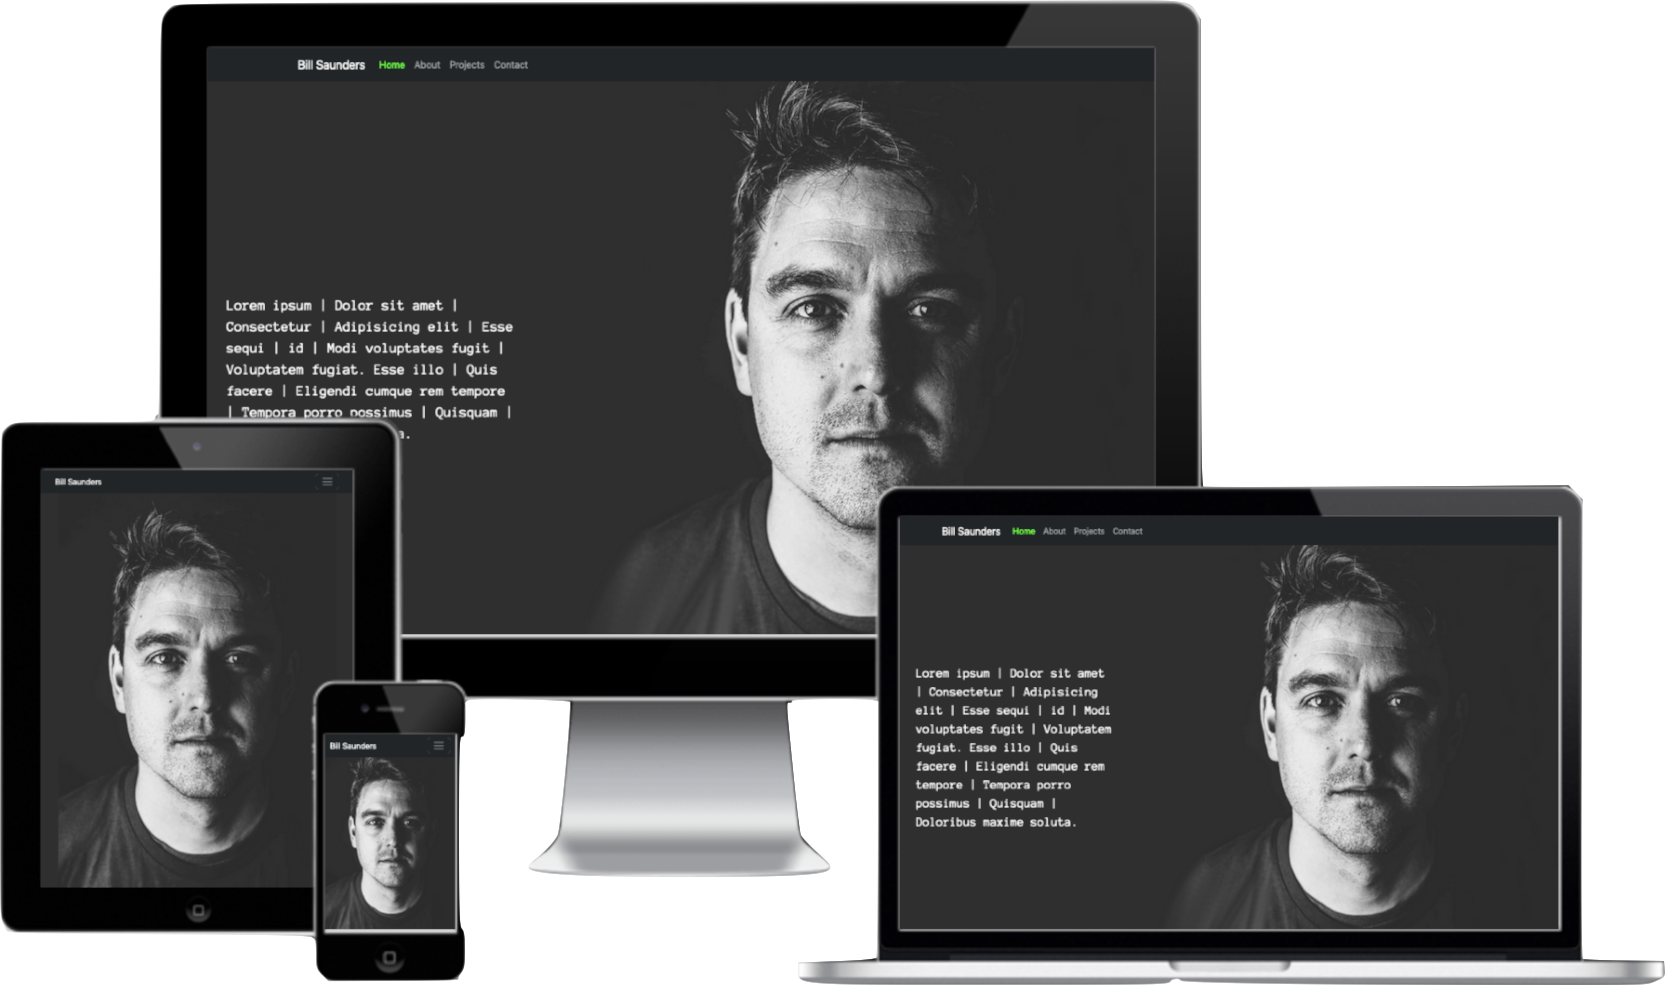 Bill Saunders Home About Projects Contact
Lorem ipsum | Dolor sit amet |
Consectetur | Adipisicing elit | Esse
sequi | id | Modi voluptates fugit |
Voluptatem fugiat. Esse illo | Quis
facere | Eligendi cumque rem tempore
| Tempora porro possimus | Quisquam |
a.
Bill Saunders
Bill Saunders
Bill Saunders Home About Projects Contact
Lorem ipsum | Dolor sit amet
| Consectetur | Adipisicing
elit | Esse sequi | id | Modi
voluptates fugit | Voluptatem
fugiat. Esse illo | Quis
facere | Eligendi cumque rem
tempore | Tempora porro
possimus | Quisquam |
Doloribus maxime soluta.